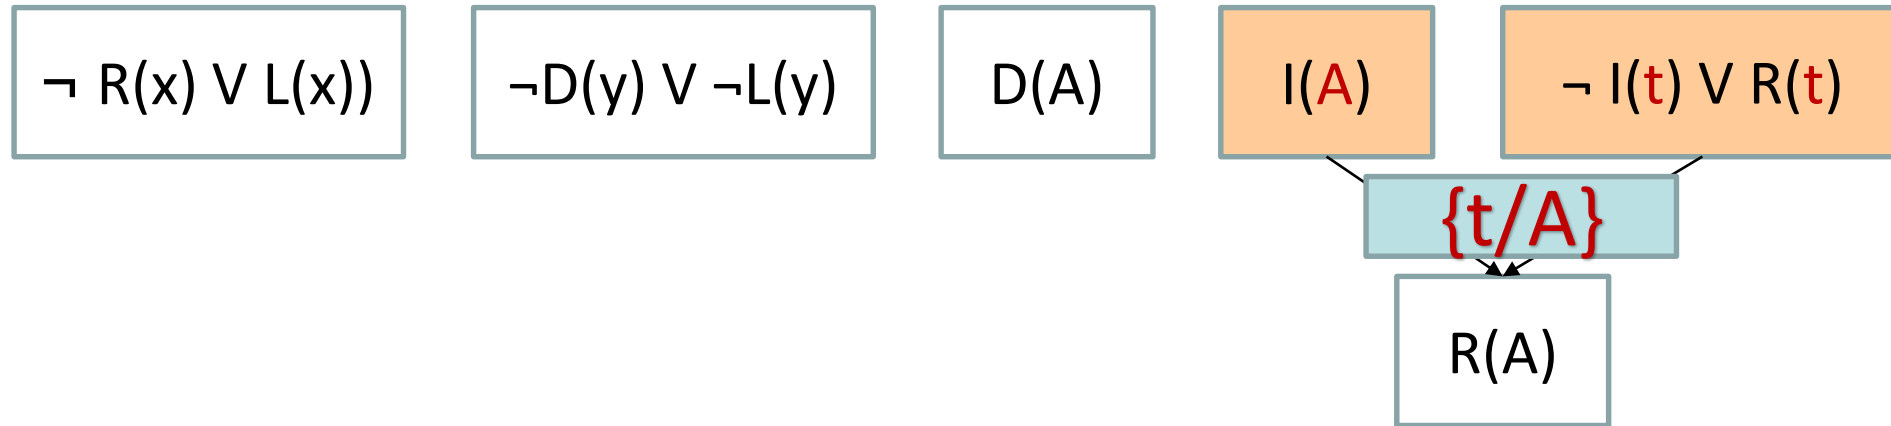 ¬ R(x) V L(x))
¬D(y) V ¬L(y)
D(A)
I(A)
¬ I(t) V R(t)
{t/A}
R(A)